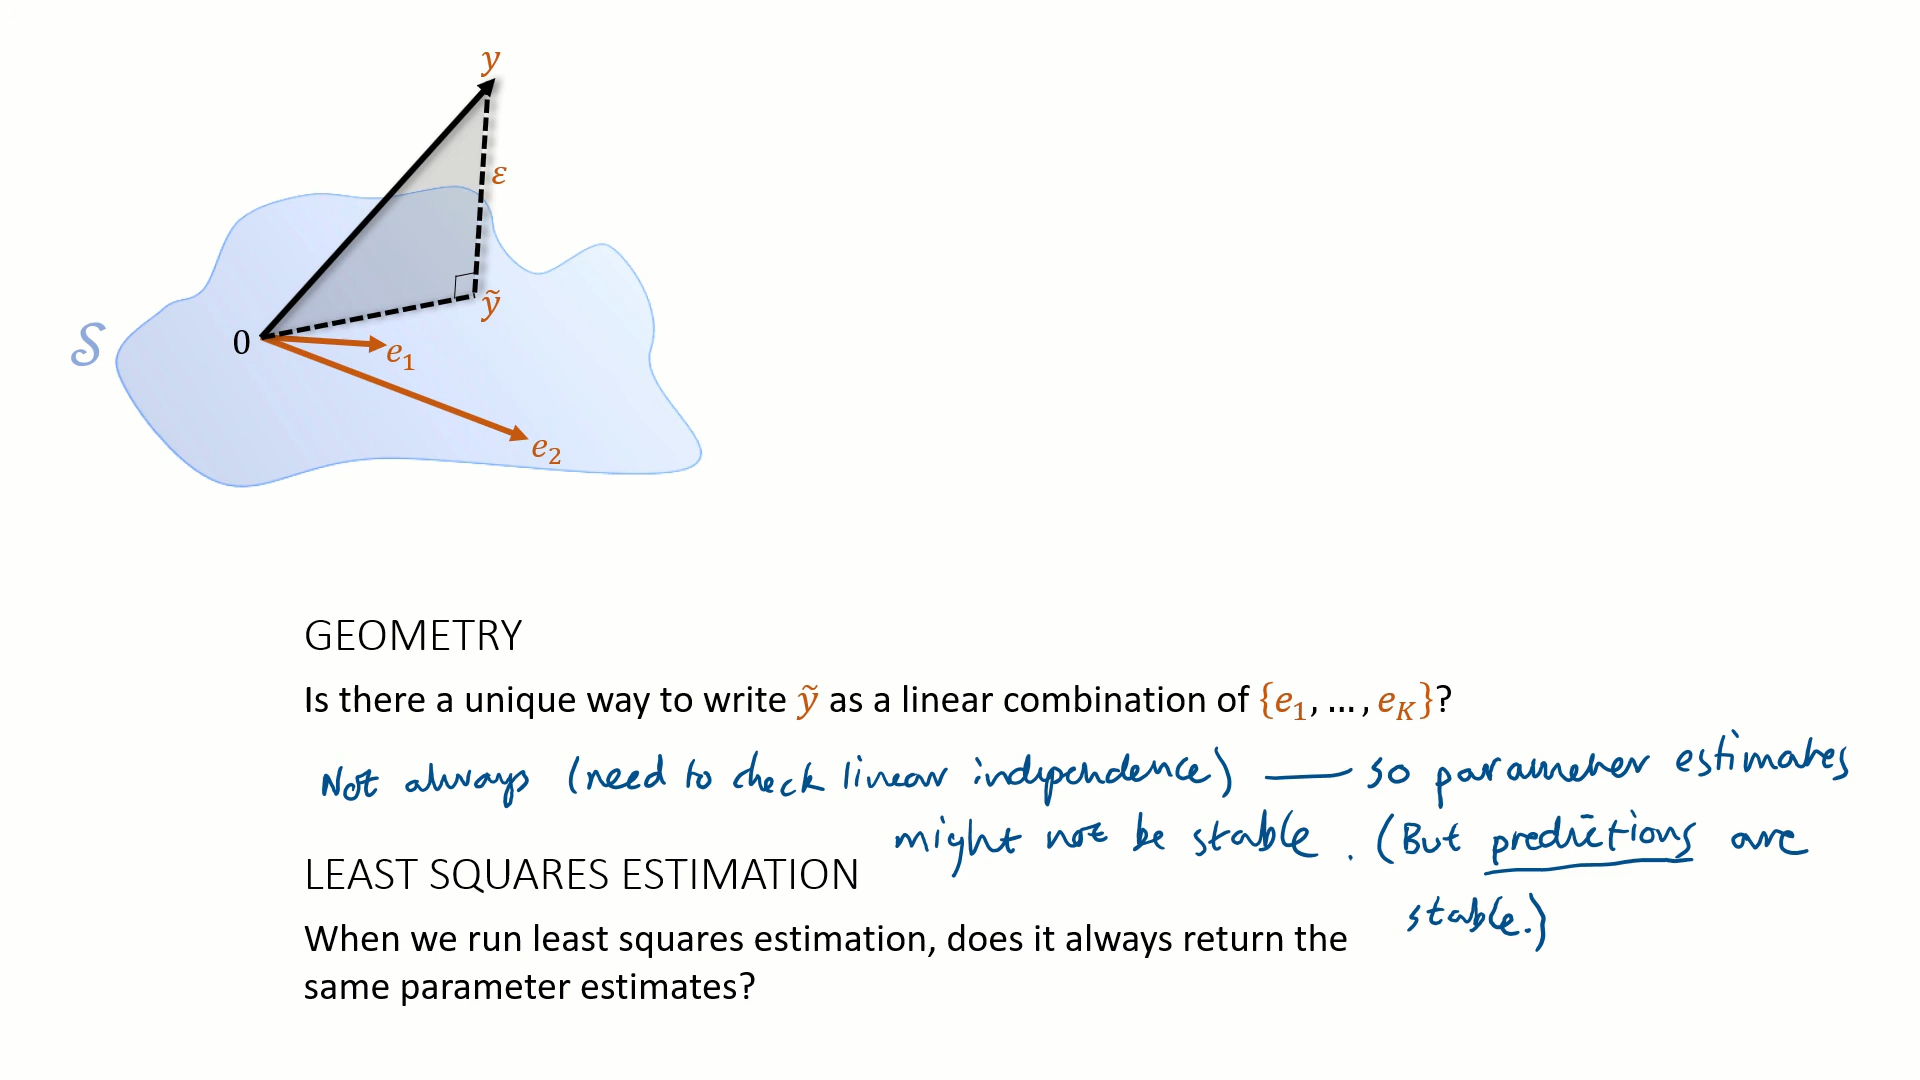 y
ε
ỹ
𝒮
0
e₁
e₂
GEOMETRY
Is there a unique way to write ỹ as a linear combination of {e₁, …, e_K}?
Not always (need to check linear independence) — so parameter estimates
might not be stable. (But predictions are
stable.)
LEAST SQUARES ESTIMATION
When we run least squares estimation, does it always return the
same parameter estimates?